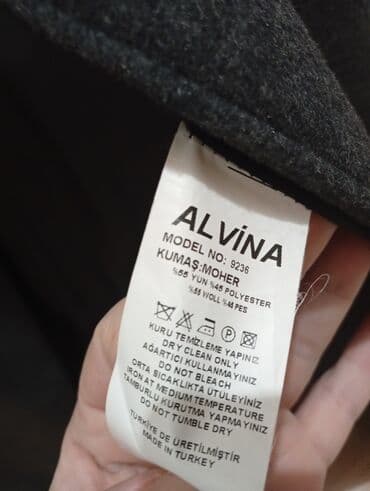 ALVİNA
MODEL NO: 9236
KUMAŞ:MOHER
%55 YÜN %45 POLYESTER
%55 WOLL %44 PES
P
KURU TEMİZLEME YAPINIZ
DRY CLEAN ONLY
AĞARTICI KULLANMAYINIZ
DO NOT BLEACH
ORTA SICAKLIKTA ÜTÜLEYİNİZ
IRON AT MEDIUM TEMPERATURE
TAMBURLU KURUTMA YAPMAYINIZ
DO NOT TUMBLE DRY
TÜRKİYE DE ÜRETİLMİŞTİR
MADE IN TURKEY